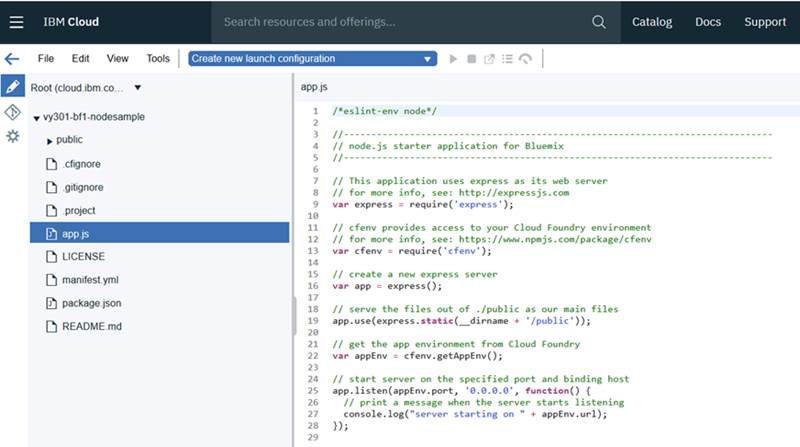 IBM Cloud
Search resources and offerings...
Catalog
Docs
Support
File
Edit
View
Tools
Create new launch configuration
Root (cloud.ibm.co...
vy301-bf1-nodesample
public
.cfignore
.gitignore
.project
app.js
LICENSE
manifest.yml
package.json
README.md
app.js
1 /*eslint-env node*/
2
3 //------------------------------------------------------------------------------
4 // node.js starter application for Bluemix
5 //------------------------------------------------------------------------------
6
7 // This application uses express as its web server
8 // for more info, see: http://expressjs.com
9 var express = require('express');
10
11 // cfenv provides access to your Cloud Foundry environment
12 // for more info, see: https://www.npmjs.com/package/cfenv
13 var cfenv = require('cfenv');
14
15 // create a new express server
16 var app = express();
17
18 // serve the files out of ./public as our main files
19 app.use(express.static(__dirname + '/public'));
20
21 // get the app environment from Cloud Foundry
22 var appEnv = cfenv.getAppEnv();
23
24 // start server on the specified port and binding host
25 app.listen(appEnv.port, '0.0.0.0', function() {
26   // print a message when the server starts listening
27   console.log("server starting on " + appEnv.url);
28 });
29